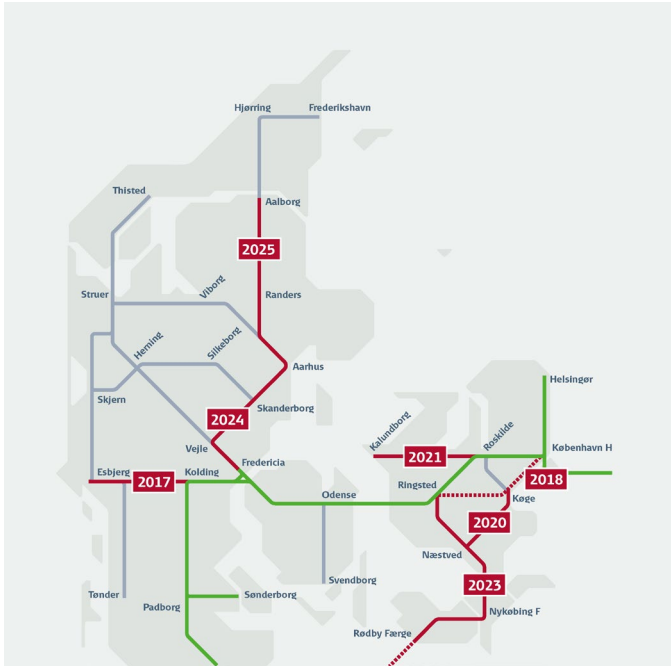 Hjørring
Frederikshavn
Thisted
Aalborg
2025
Viborg
Struer
Randers
Herning
Silkeborg
Aarhus
Helsingør
Skjern
Skanderborg
2024
Kalundborg
Roskilde
København H
Vejle
Fredericia
2021
Esbjerg
2017
Kolding
Ringsted
2018
Odense
Køge
2020
Næstved
Svendborg
2023
Tønder
Sønderborg
Padborg
Nykøbing F
Rødby Færge